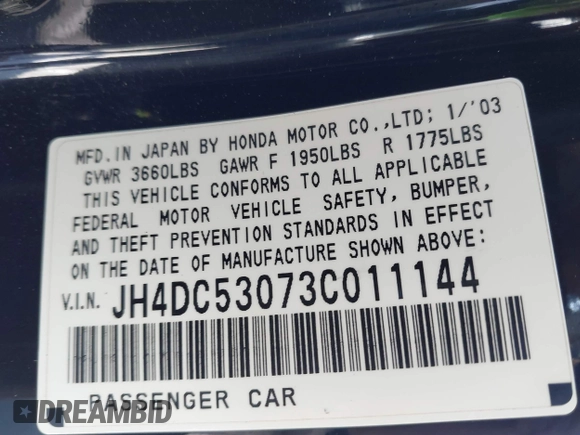 MFD.IN JAPAN BY HONDA MOTOR CO.,LTD; 1/'03
GVWR 3660LBS GAWR F 1950LBS R 1775LBS
THIS VEHICLE CONFORMS TO ALL APPLICABLE
FEDERAL MOTOR VEHICLE SAFETY, BUMPER,
AND THEFT PREVENTION STANDARDS IN EFFECT
ON THE DATE OF MANUFACTURE SHOWN ABOVE:
V.I.N. JH4DC53073C011144
PASSENGER CAR
DREAMBID